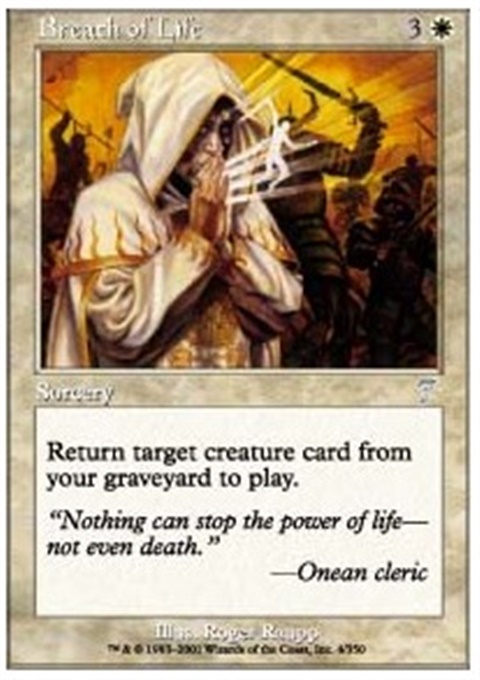 Breath of Life 3
Sorcery
Return target creature card from
your graveyard to play.
“Nothing can stop the power of life—
not even death.”
—Onean cleric
Illus. Roger Raupp
™ & © 1993–2001 Wizards of the Coast, Inc. 4/350